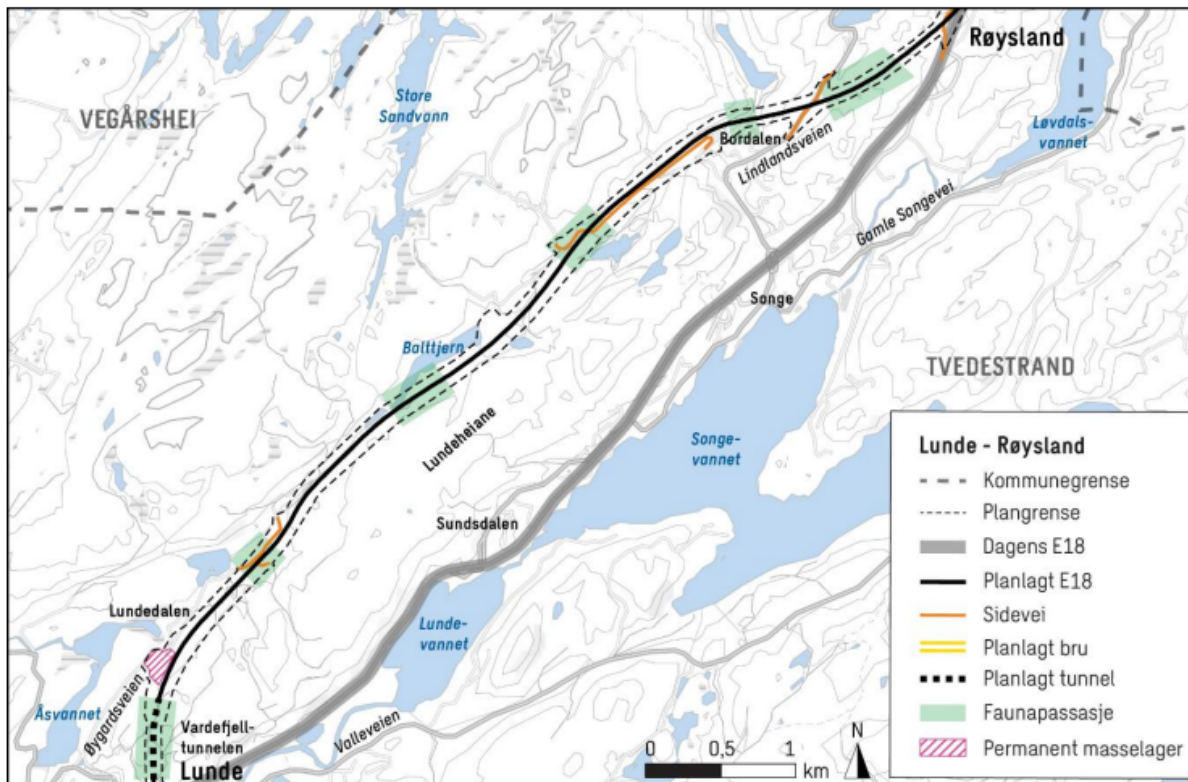 Røysland
Store
Sandvann
VEGÅRSHEI
Løvdals-
vannet
Bordalen
Lindlandsveien
Gamle Songevei
Songe
Balttjern
TVEDESTRAND
Lundeheiane
Songe-
vannet
Sundsdalen
Lundedalen
Lunde-
vannet
Åsvannet
Øygardsveien
Vardefjell-
tunnelen
Lunde
Valleveien
0 0,5 1
km
N
Lunde - Røysland
Kommunegrense
Plangrense
Dagens E18
Planlagt E18
Sidevei
Planlagt bru
Planlagt tunnel
Faunapassasje
Permanent masselager